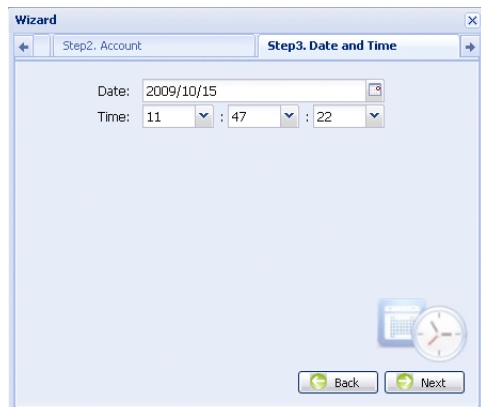 Wizard
Step2. Account Step3. Date and Time
Date: 2009/10/15
Time: 11 : 47 : 22
Back Next